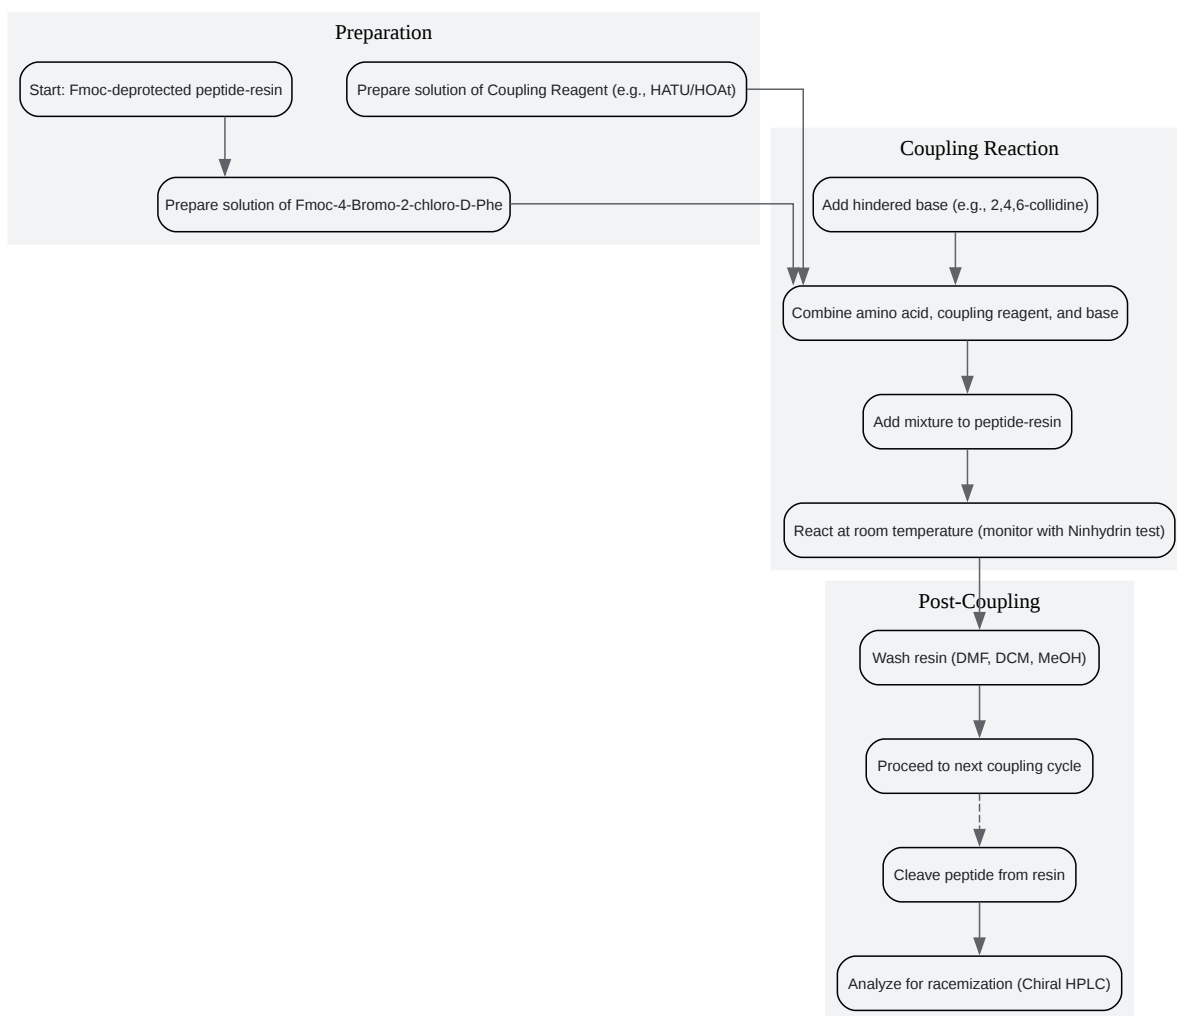 Preparation
Start: Fmoc-deprotected peptide-resin
Prepare solution of Coupling Reagent (e.g., HATU/HOAt)
Prepare solution of Fmoc-4-Bromo-2-chloro-D-Phe
Coupling Reaction
Add hindered base (e.g., 2,4,6-collidine)
Combine amino acid, coupling reagent, and base
Add mixture to peptide-resin
React at room temperature (monitor with Ninhydrin test)
Post-Coupling
Wash resin (DMF, DCM, MeOH)
Proceed to next coupling cycle
Cleave peptide from resin
Analyze for racemization (Chiral HPLC)